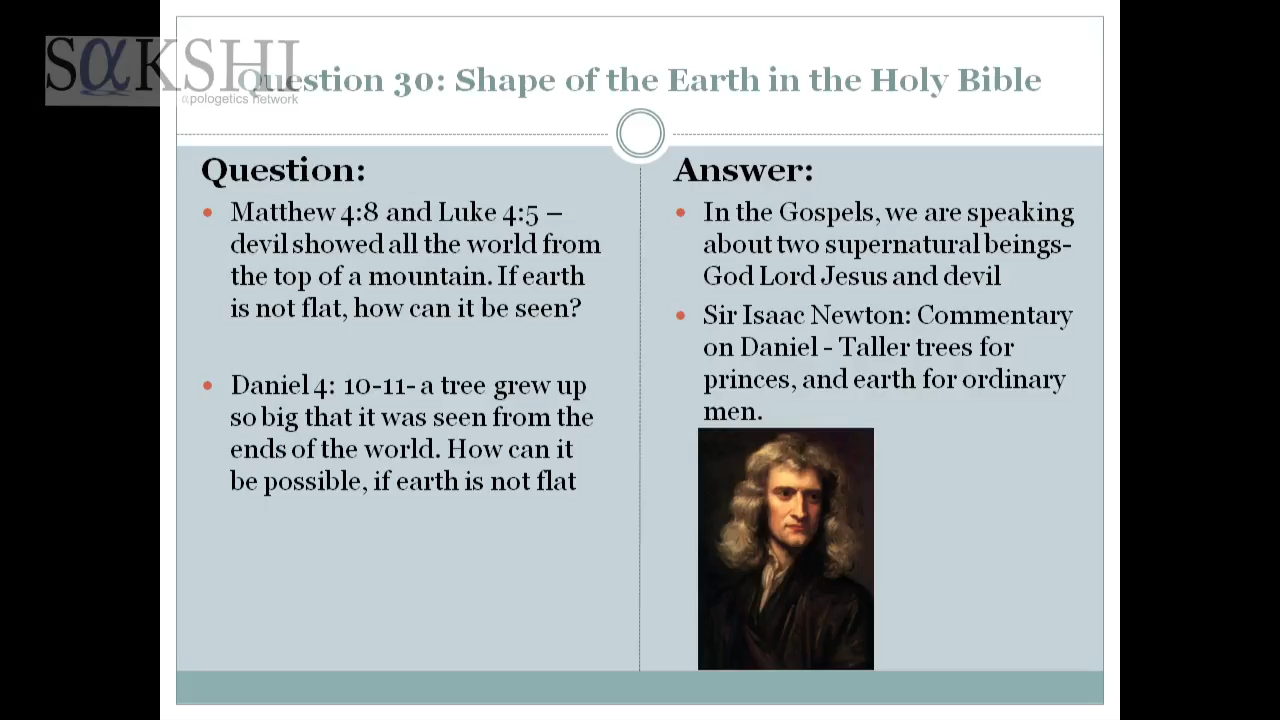 SαKSHI
αpologetics network
Question 30: Shape of the Earth in the Holy Bible
Question:
• Matthew 4:8 and Luke 4:5 –
devil showed all the world from
the top of a mountain. If earth
is not flat, how can it be seen?
• Daniel 4: 10-11- a tree grew up
so big that it was seen from the
ends of the world. How can it
be possible, if earth is not flat
Answer:
• In the Gospels, we are speaking
about two supernatural beings-
God Lord Jesus and devil
• Sir Isaac Newton: Commentary
on Daniel - Taller trees for
princes, and earth for ordinary
men.